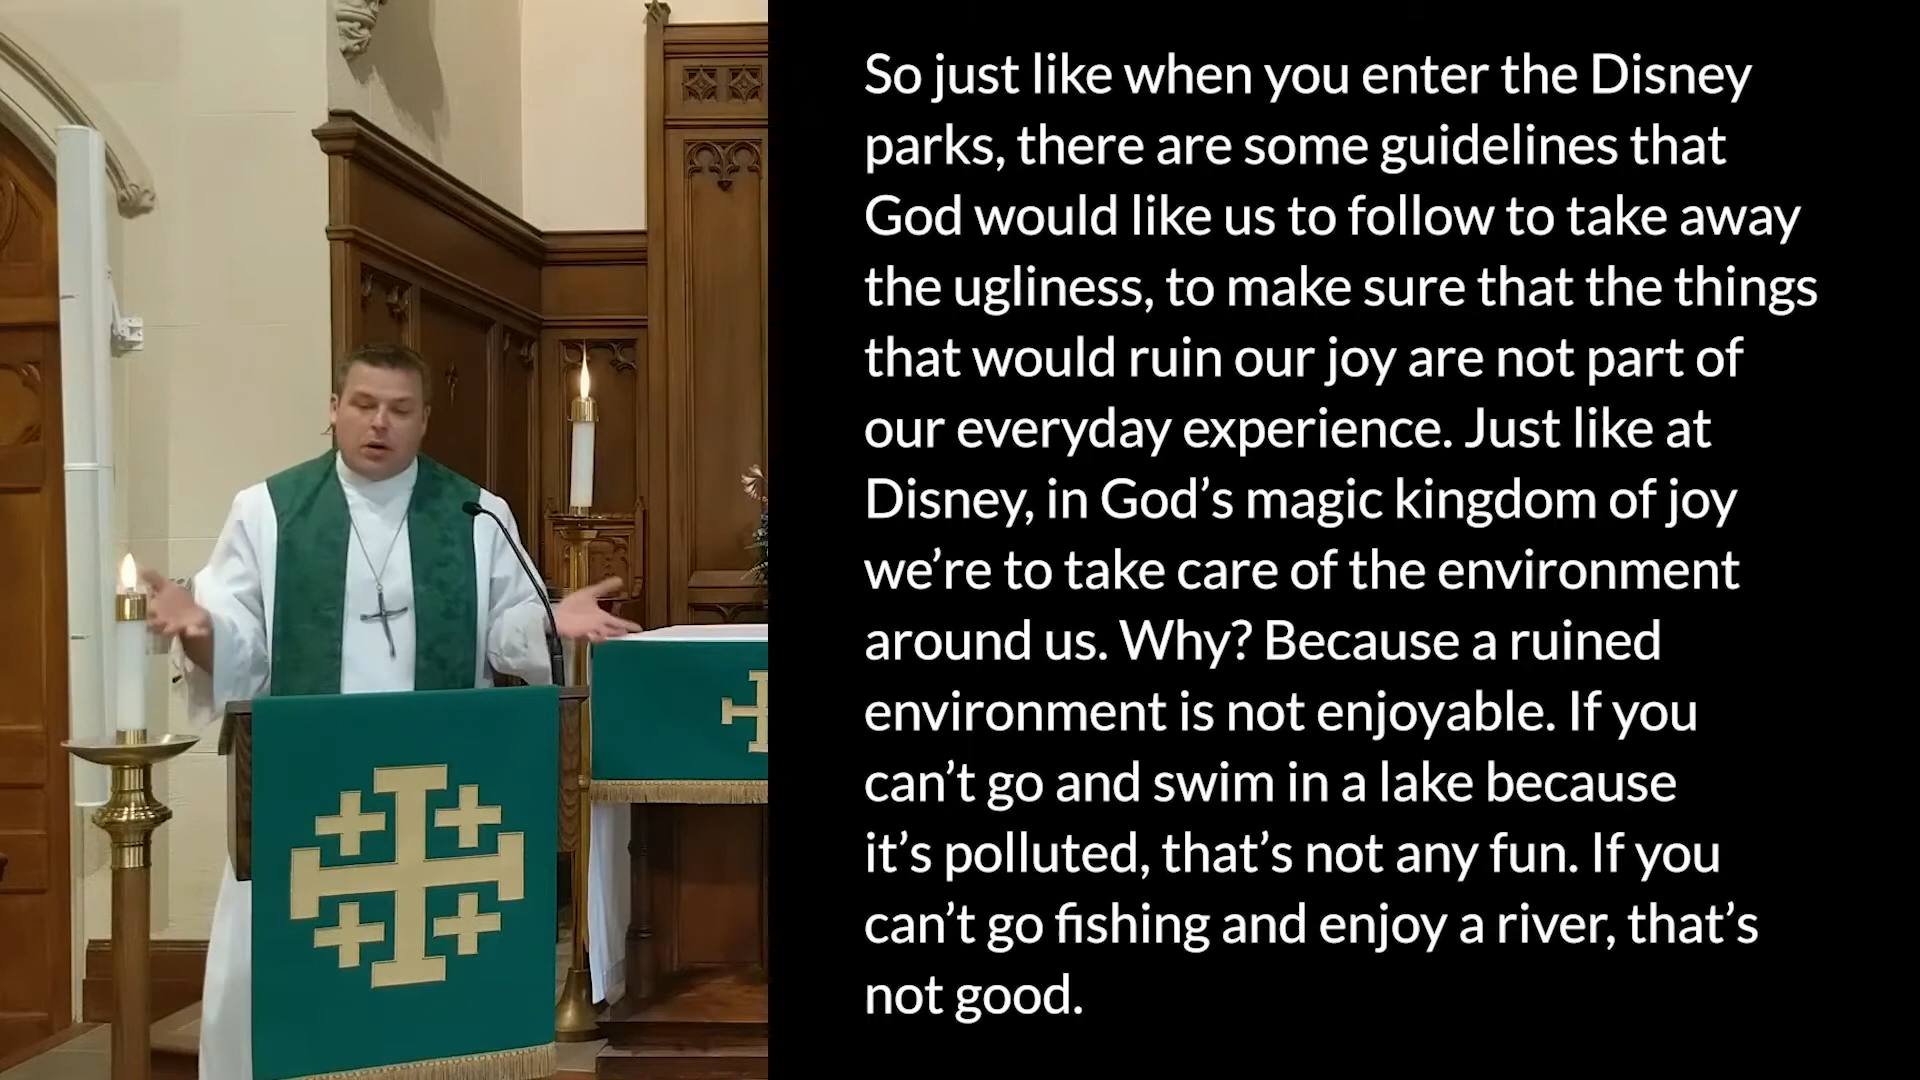 So just like when you enter the Disney
parks, there are some guidelines that
God would like us to follow to take away
the ugliness, to make sure that the things
that would ruin our joy are not part of
our everyday experience. Just like at
Disney, in God’s magic kingdom of joy
we’re to take care of the environment
around us. Why? Because a ruined
environment is not enjoyable. If you
can’t go and swim in a lake because
it’s polluted, that’s not any fun. If you
can’t go fishing and enjoy a river, that’s
not good.